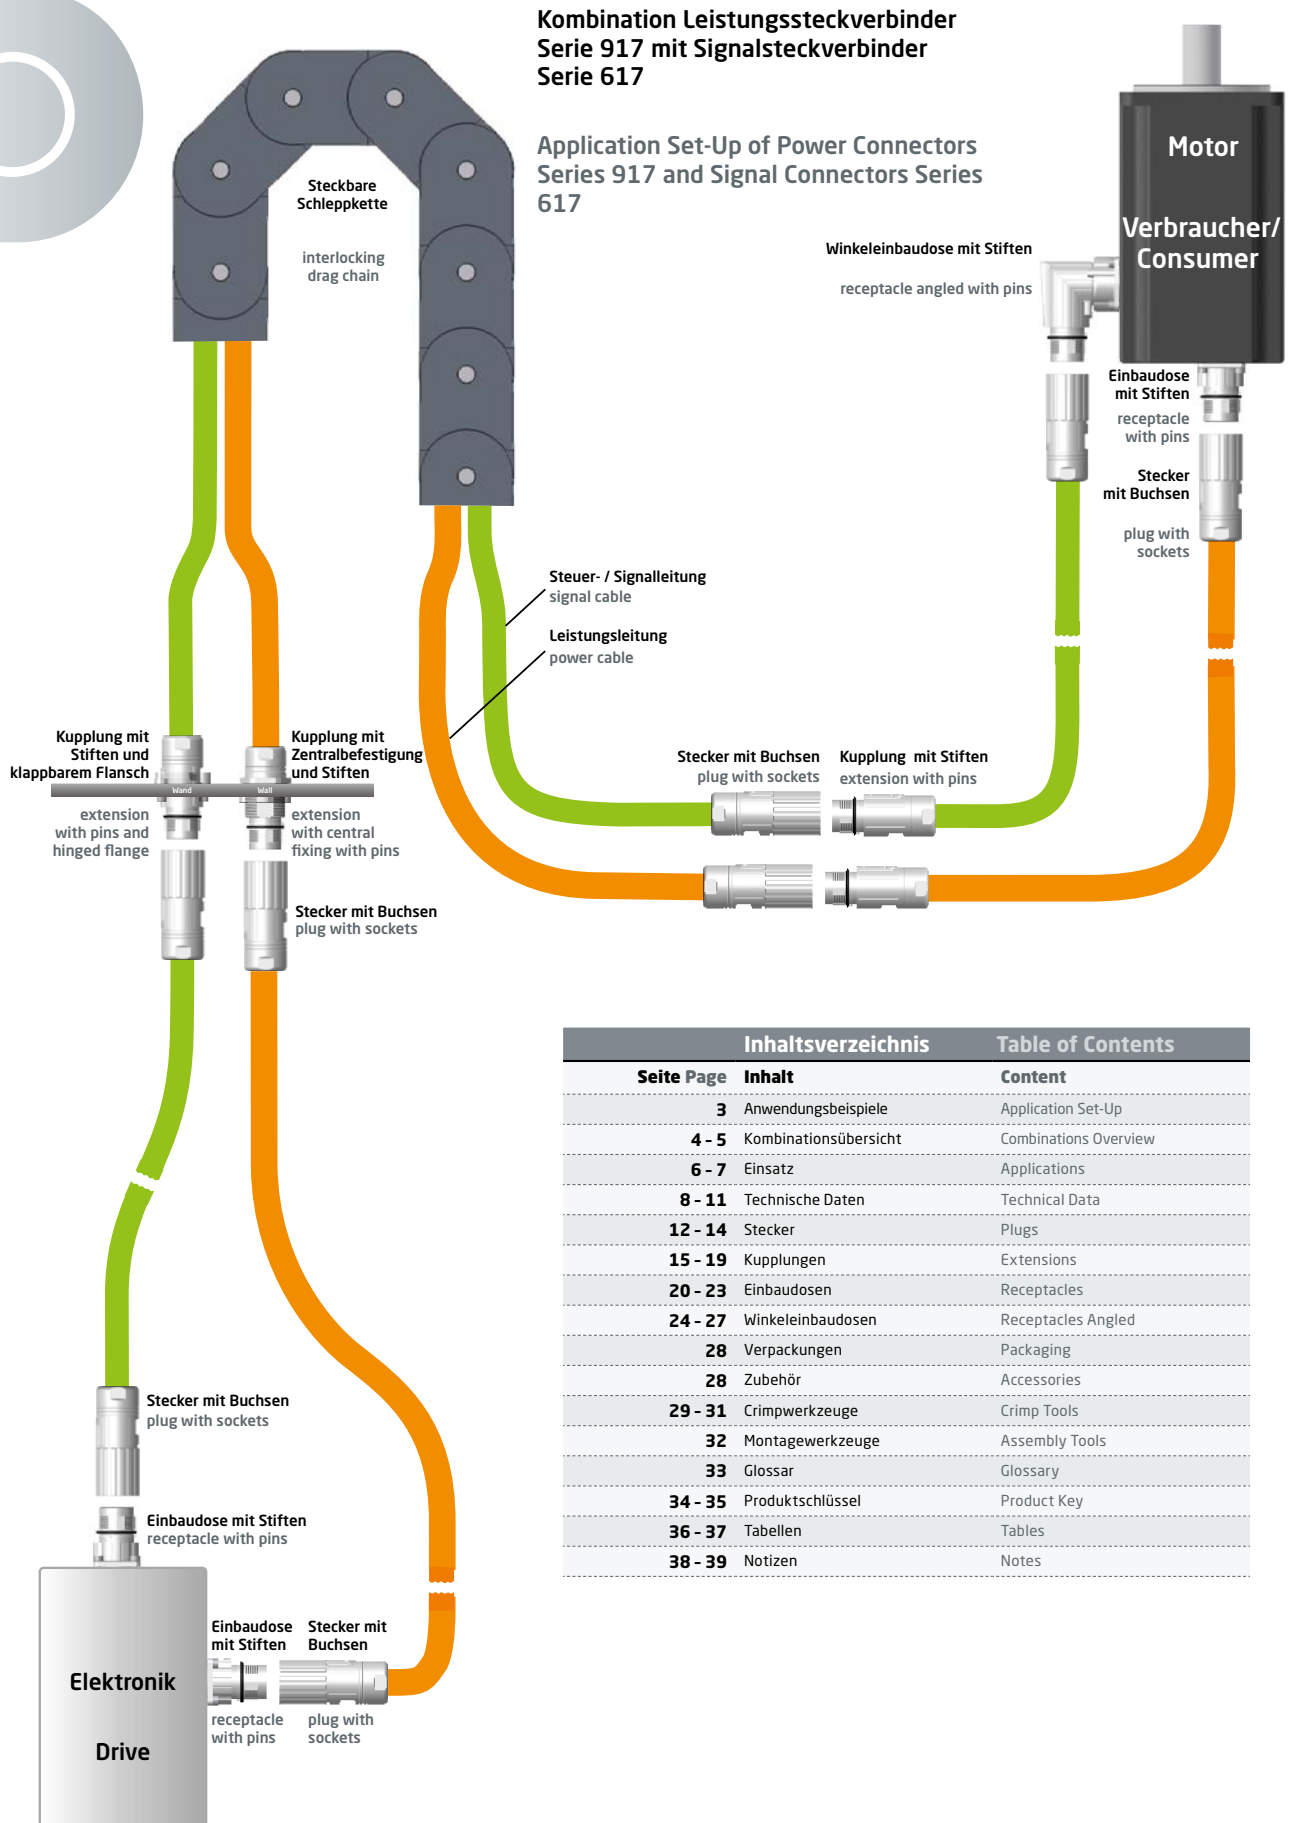 Kombination Leistungssteckverbinder
Serie 917 mit Signalsteckverbinder
Serie 617
Application Set-Up of Power Connectors
Series 917 and Signal Connectors Series
617
Motor
Verbraucher/
Consumer
Steckbare
Schleppkette
interlocking
drag chain
Winkeleinbaudose mit Stiften
receptacle angled with pins
Einbaudose
mit Stiften
receptacle
with pins
Stecker
mit Buchsen
plug with
sockets
Steuer- / Signalleitung
signal cable
Leistungsleitung
power cable
Kupplung mit
Stiften und
klappbarem Flansch
extension
with pins and
hinged flange
Wand
Wall
Kupplung mit
Zentralbefestigung
und Stiften
extension
with central
fixing with pins
Stecker mit Buchsen
plug with sockets
Kupplung mit Stiften
extension with pins
Stecker mit Buchsen
plug with sockets
Inhaltsverzeichnis Table of Contents
Seite Page Inhalt Content
3 Anwendungsbeispiele Application Set-Up
4 – 5 Kombinationsübersicht Combinations Overview
6 – 7 Einsatz Applications
8 – 11 Technische Daten Technical Data
12 – 14 Stecker Plugs
15 – 19 Kupplungen Extensions
20 – 23 Einbaudosen Receptacles
24 – 27 Winkeleinbaudosen Receptacles Angled
28 Verpackungen Packaging
28 Zubehör Accessories
29 – 31 Crimpwerkzeuge Crimp Tools
32 Montagewerkzeuge Assembly Tools
33 Glossar Glossary
34 – 35 Produktschlüssel Product Key
36 – 37 Tabellen Tables
38 – 39 Notizen Notes
Stecker mit Buchsen
plug with sockets
Einbaudose mit Stiften
receptacle with pins
Einbaudose
mit Stiften
receptacle
with pins
Stecker mit
Buchsen
plug with
sockets
Elektronik
Drive